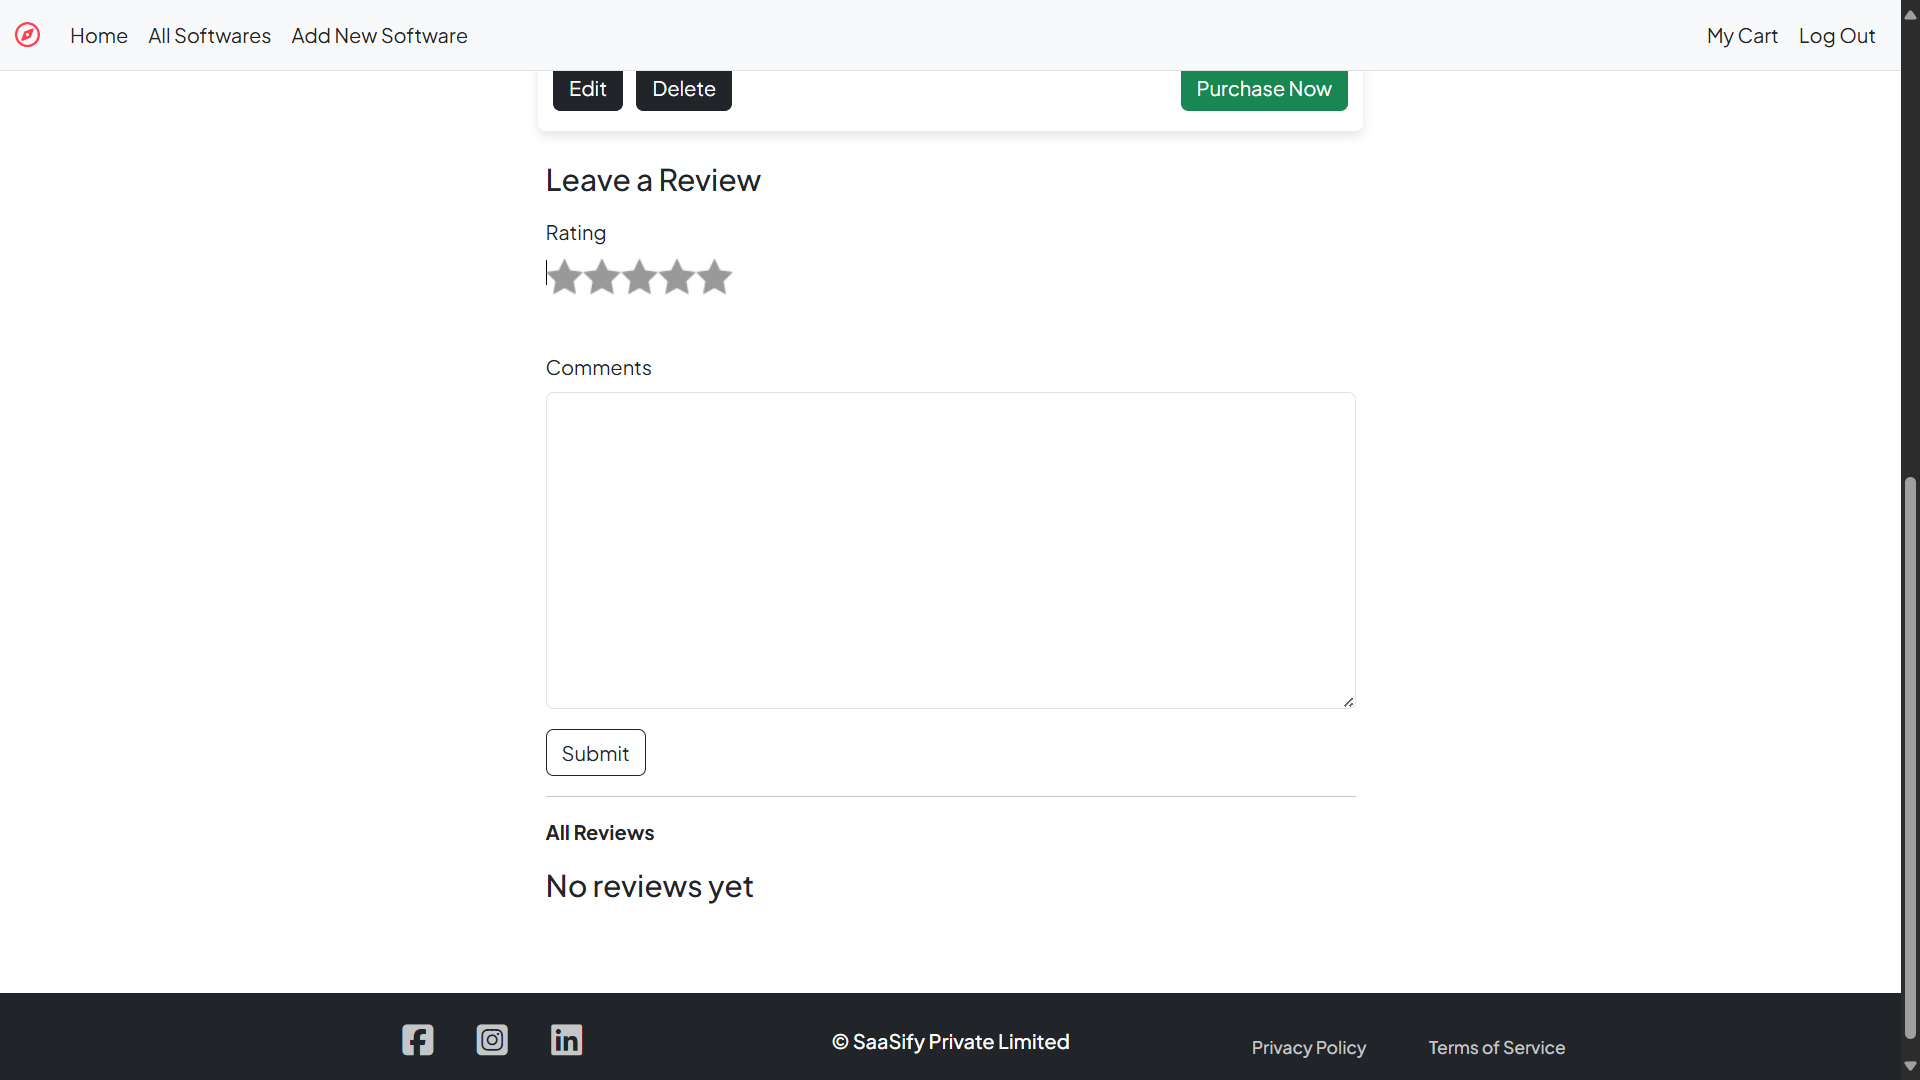 Home All Softwares Add New Software My Cart Log Out
Edit Delete Purchase Now
Leave a Review
Rating
Comments
Submit
All Reviews
No reviews yet
© SaaSify Private Limited Privacy Policy Terms of Service